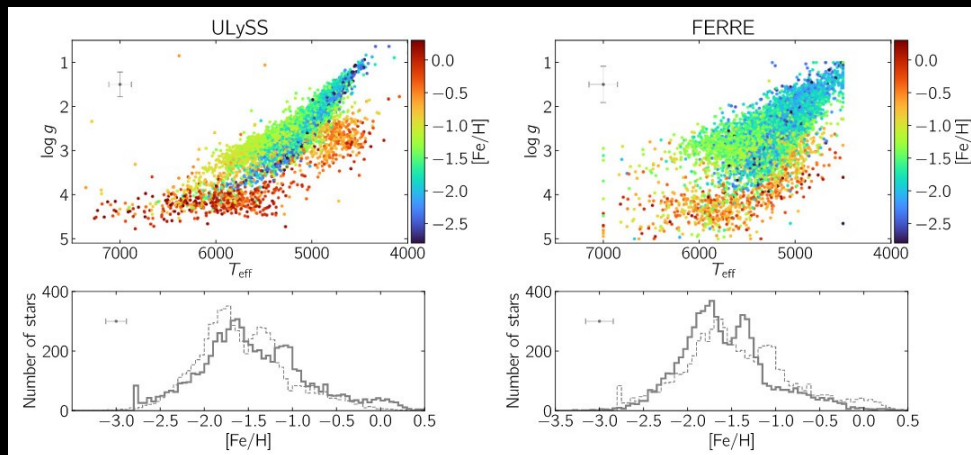 ULySS
FERRE
1
2
3
4
5
log g
7000 6000 5000 4000
T_eff
0.0
−0.5
−1.0
−1.5
−2.0
−2.5
[Fe/H]
1
2
3
4
5
log g
7000 6000 5000 4000
T_eff
0.0
−0.5
−1.0
−1.5
−2.0
−2.5
[Fe/H]
400
200
0
Number of stars
−3.0 −2.5 −2.0 −1.5 −1.0 −0.5 0.0 0.5
[Fe/H]
400
200
0
Number of stars
−3.5 −3.0 −2.5 −2.0 −1.5 −1.0 −0.5 0.0 0.5
[Fe/H]